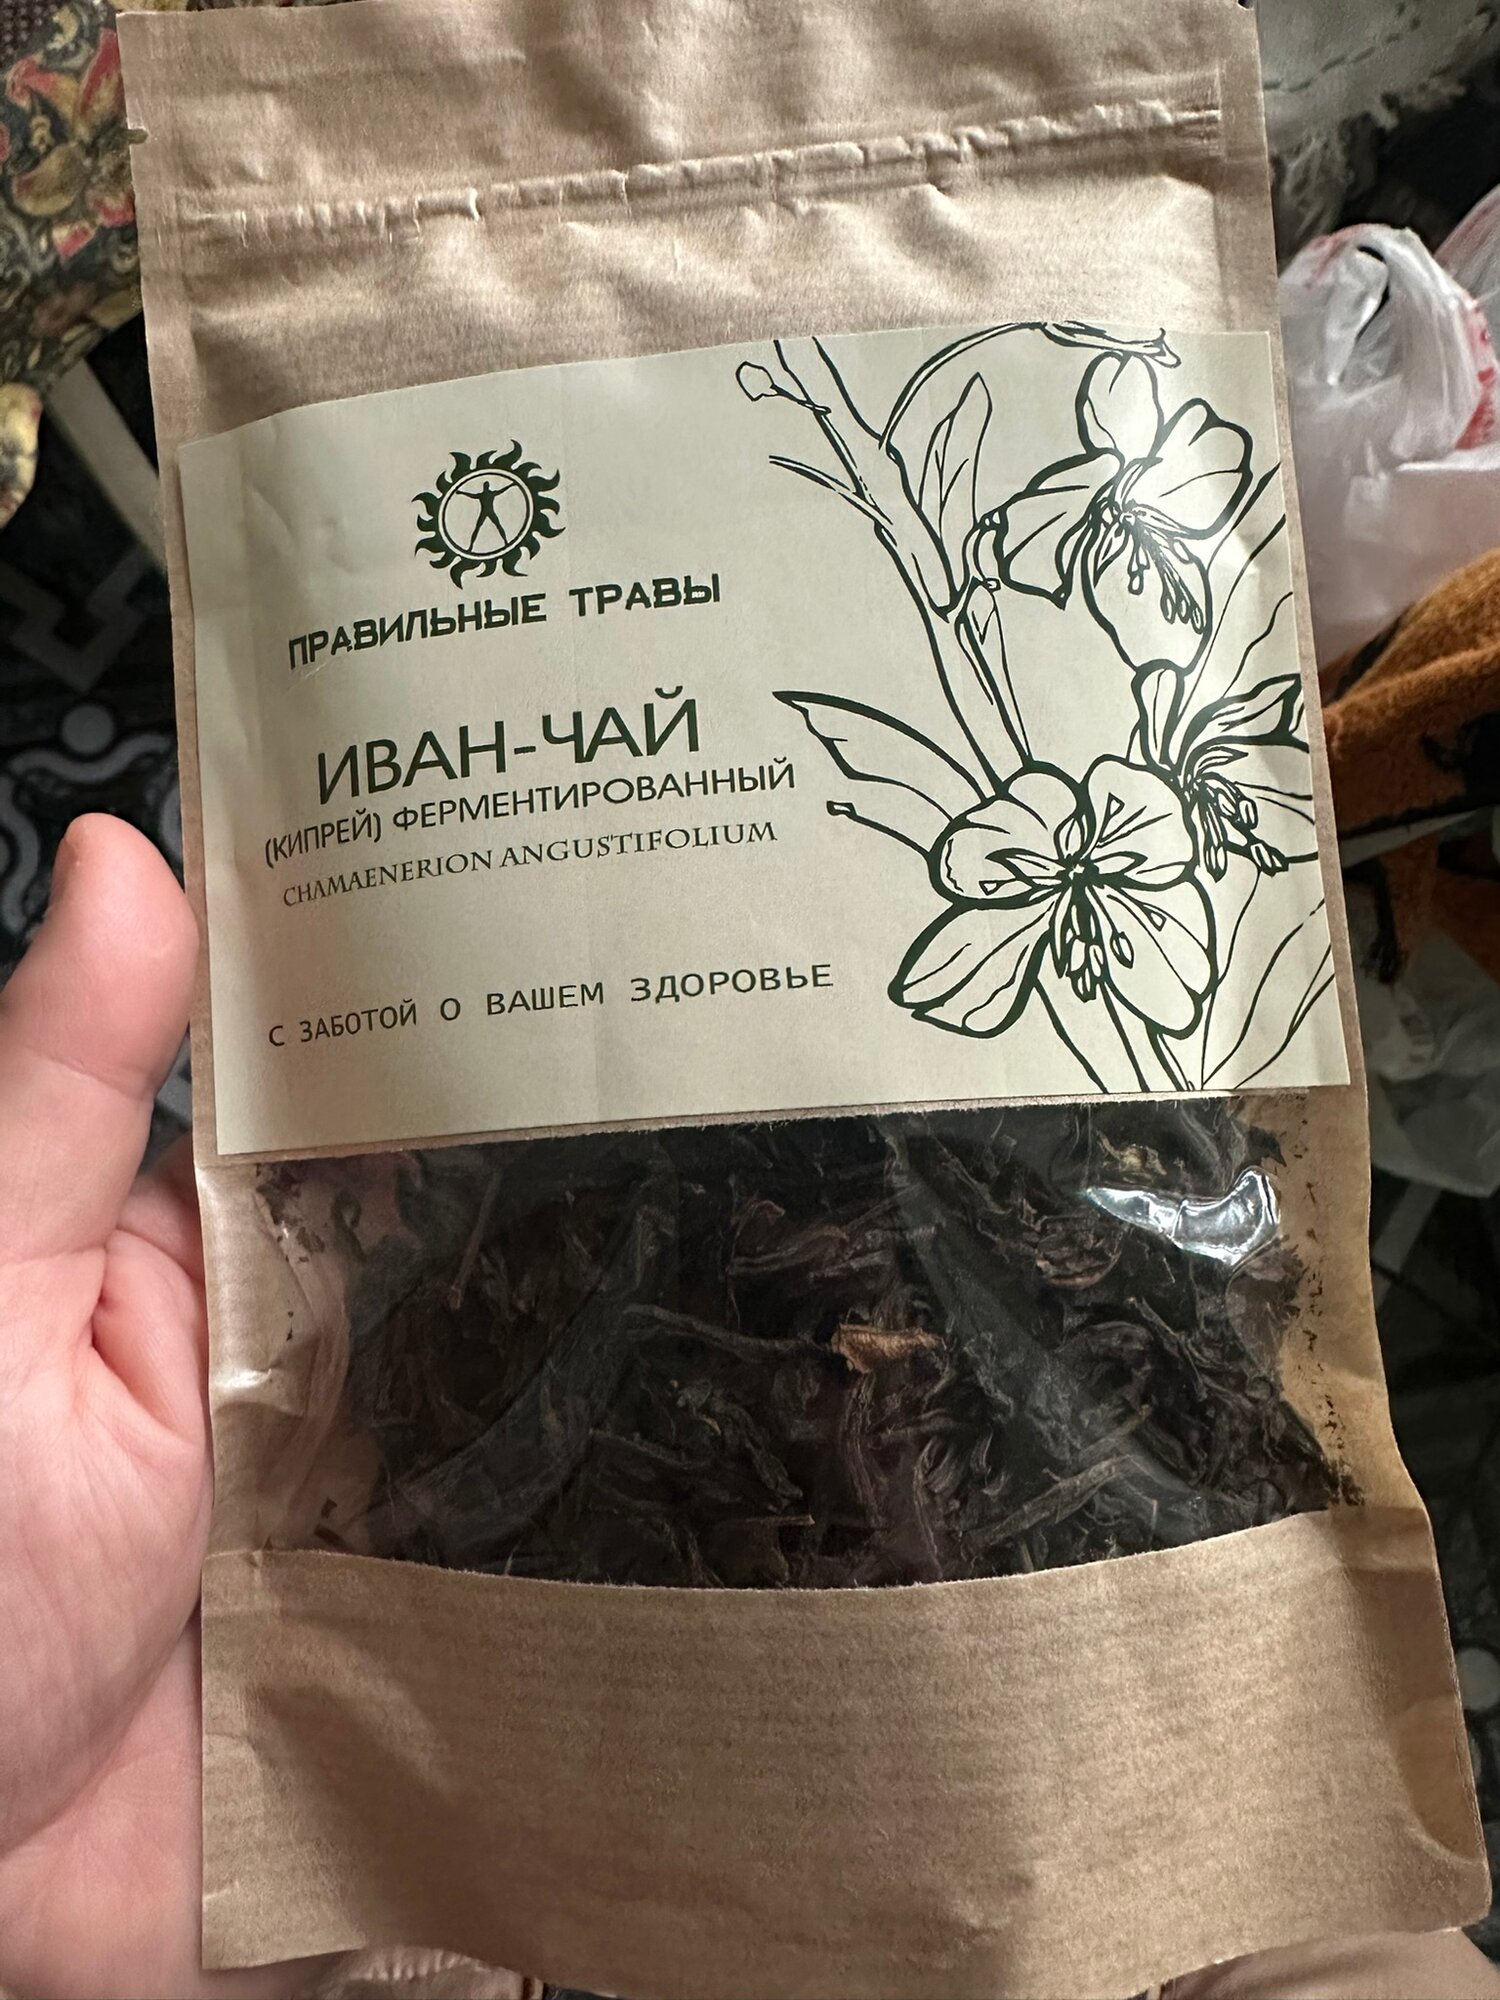 ПРАВИЛЬНЫЕ ТРАВЫ
ИВАН-ЧАЙ
(КИПРЕЙ) ФЕРМЕНТИРОВАННЫЙ
CHAMAENERION ANGUSTIFOLIUM
С ЗАБОТОЙ О ВАШЕМ ЗДОРОВЬЕ